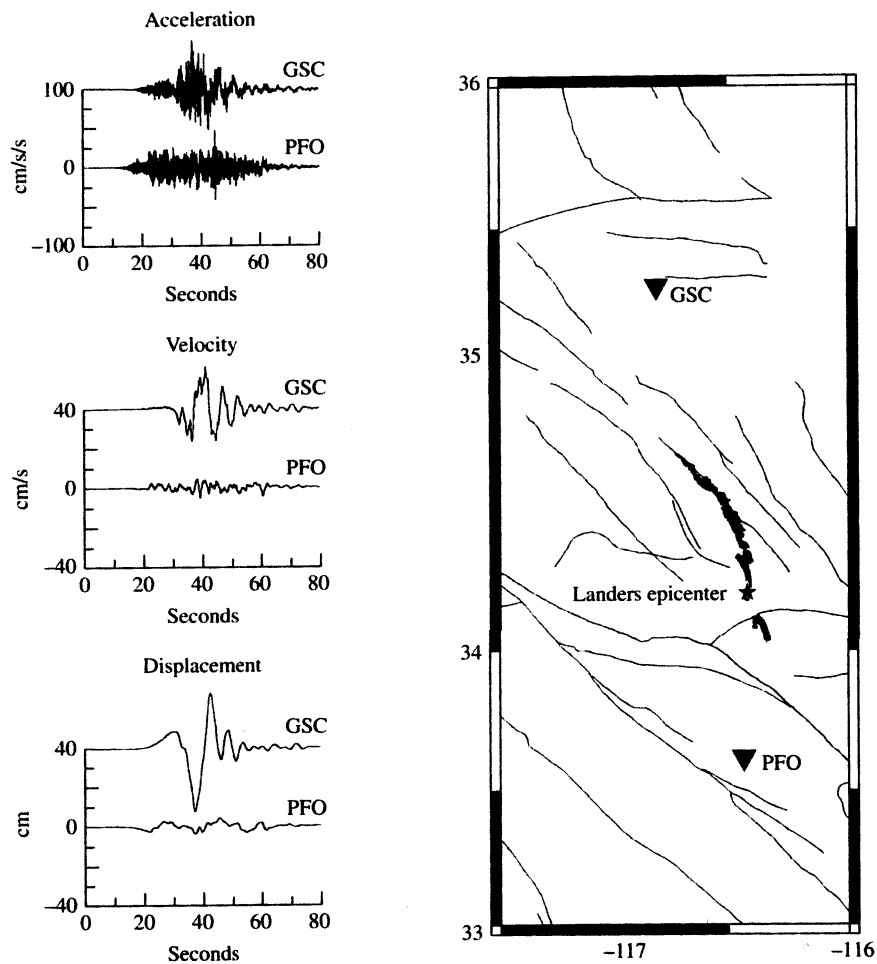 Acceleration
GSC
100
PFO
0
cm/s/s
−100
0 20 40 60 80
Seconds
Velocity
GSC
40
PFO
0
cm/s
−40
0 20 40 60 80
Seconds
Displacement
GSC
40
PFO
0
cm
−40
0 20 40 60 80
Seconds
36
GSC
35
Landers epicenter
34
PFO
33
−117 −116